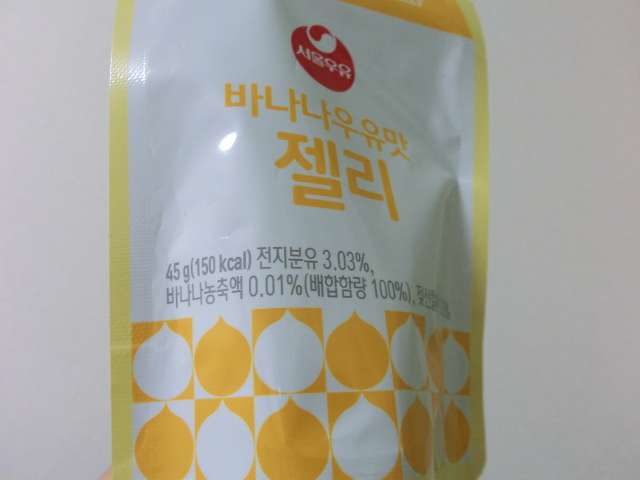 서울우유
바나나우유맛
젤리
45 g(150 kcal) 전지분유 3.03%,
바나나농축액 0.01%(배합함량 100%),